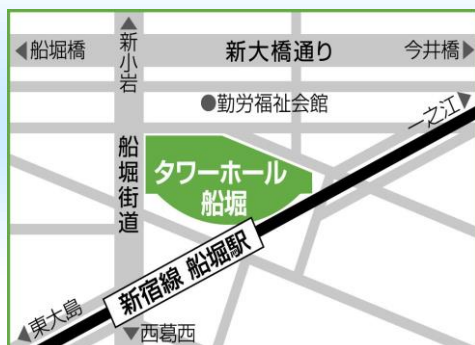 ◀船堀橋
▲新小岩
新大橋通り
今井橋▶
●勤労福祉会館
一之江▶
船堀街道
タワーホール
船堀
新宿線 船堀駅
◀東大島
▼西葛西